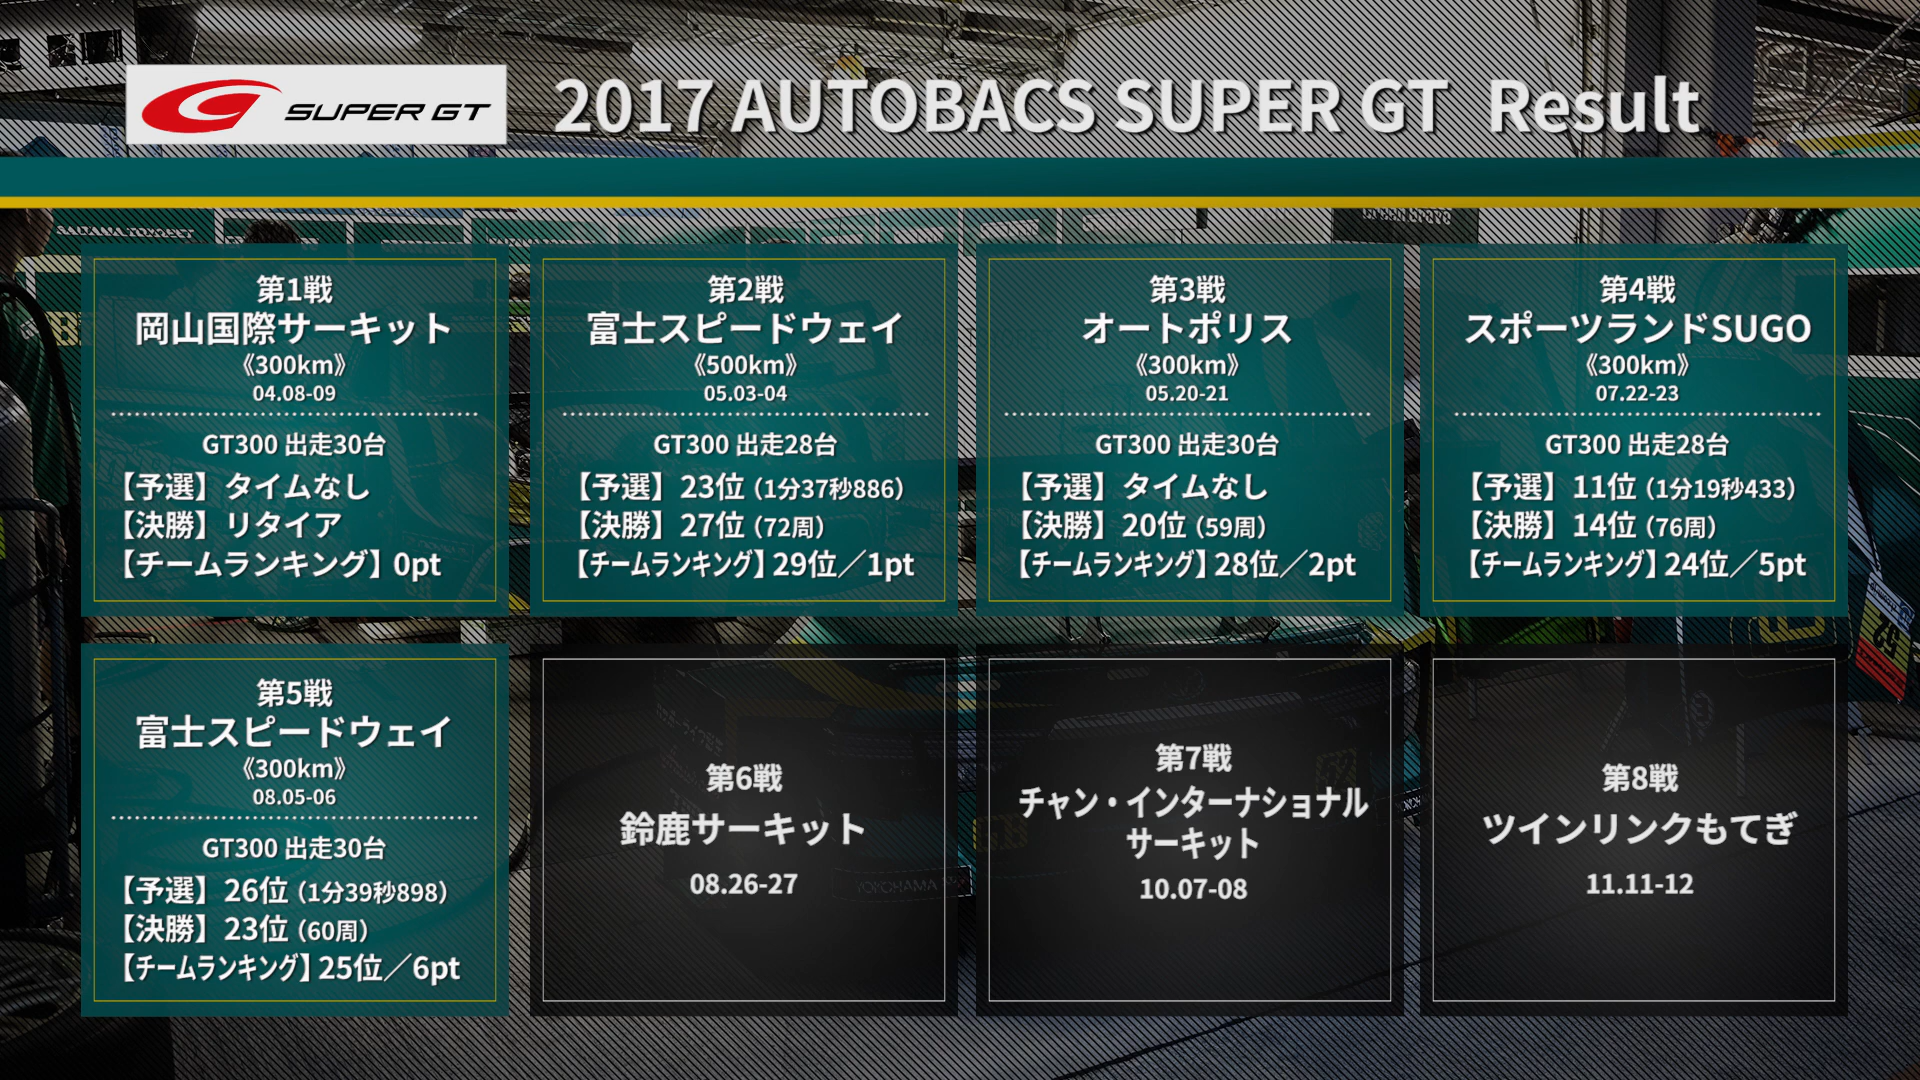 SUPER GT
2017 AUTOBACS SUPER GT Result
SAITAMA TOYOPET
Green Brave
第1戦
岡山国際サーキット
《300km》
04.08-09
GT300 出走30台
【予選】タイムなし
【決勝】リタイア
【チームランキング】0pt
第2戦
富士スピードウェイ
《500km》
05.03-04
GT300 出走28台
【予選】23位（1分37秒886）
【決勝】27位（72周）
【チームランキング】29位／1pt
第3戦
オートポリス
《300km》
05.20-21
GT300 出走30台
【予選】タイムなし
【決勝】20位（59周）
【チームランキング】28位／2pt
第4戦
スポーツランドSUGO
《300km》
07.22-23
GT300 出走28台
【予選】11位（1分19秒433）
【決勝】14位（76周）
【チームランキング】24位／5pt
第5戦
富士スピードウェイ
《300km》
08.05-06
GT300 出走30台
【予選】26位（1分39秒898）
【決勝】23位（60周）
【チームランキング】25位／6pt
第6戦
鈴鹿サーキット
08.26-27
YOKOHAMA
第7戦
チャン・インターナショナル
サーキット
10.07-08
第8戦
ツインリンクもてぎ
11.11-12